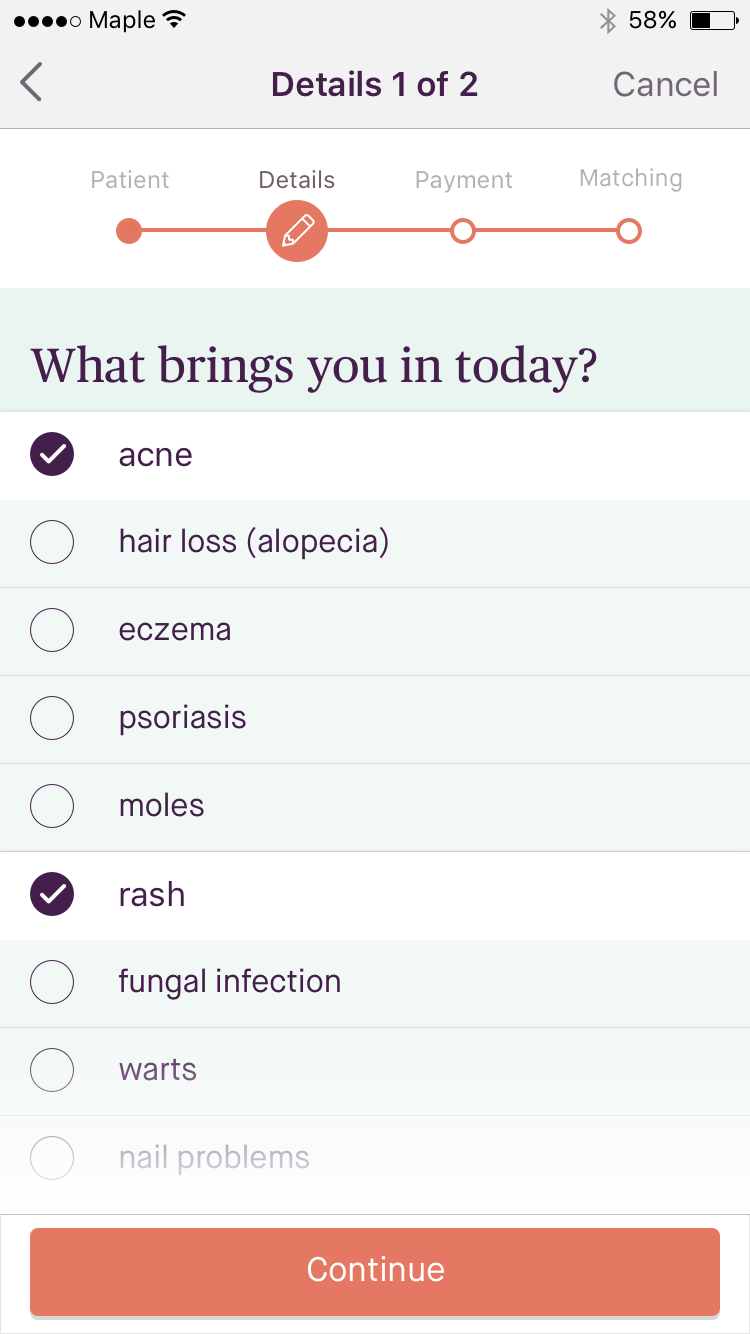 Maple 58%
Details 1 of 2 Cancel
Patient Details Payment Matching
What brings you in today?
acne
hair loss (alopecia)
eczema
psoriasis
moles
rash
fungal infection
warts
nail problems
Continue